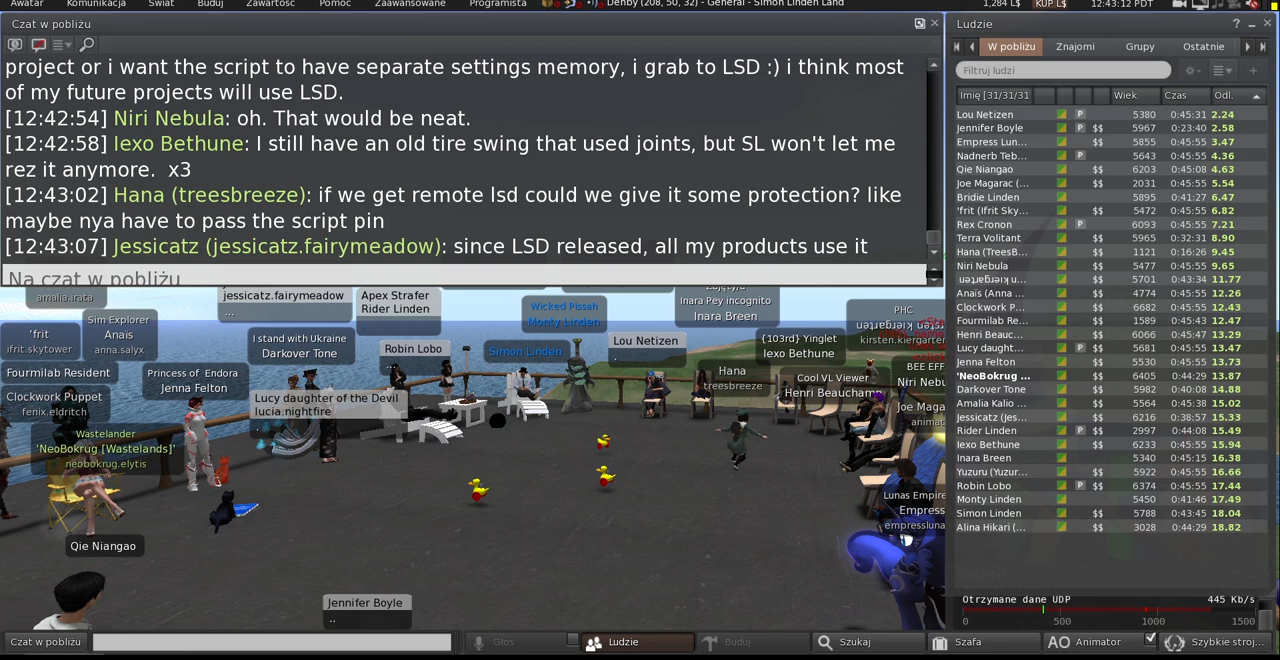 Awatar Komunikacja Świat Buduj Zawartość Pomoc Zaawansowane Programista Denby (208, 50, 32) - General - Simon Linden Land 1,284 L$ KUP L$ 12:43:12 PDT
Czat w pobliżu
project or i want the script to have separate settings memory, i grab to LSD :) i think most
of my future projects will use LSD.
[12:42:54] Niri Nebula: oh. That would be neat.
[12:42:58] Iexo Bethune: I still have an old tire swing that used joints, but SL won't let me
rez it anymore. x3
[12:43:02] Hana (treesbreeze): if we get remote lsd could we give it some protection? like
maybe nya have to pass the script pin
[12:43:07] Jessicatz (jessicatz.fairymeadow): since LSD released, all my products use it
Na czat w pobliżu
amalia.irata
jessicatz.fairymeadow
...
Apex Strafer
Rider Linden
Wicked Pissah
Monty Linden
Inara Pey incognito
Inara Breen
PHC
kirsten.kiergarten
'frit
ifrit.skytower
Sim Explorer
Anaïs
anna.salyx
I stand with Ukraine
Darkover Tone
Robin Lobo
...
Simon Linden
Lou Netizen
.
{103rd} Yinglet
Iexo Bethune
Fourmilab Resident
Princess of Endora
Jenna Felton
Hana
treesbreeze
Cool VL Viewer
Henri Beauchamp
BEE EFF
Niri Nebu
Clockwork Puppet
fenix.eldritch
Lucy daughter of the Devil
lucia.nightfire
Joe Maga
animat
Wastelander
'NeoBokrug [Wastelands]'
neobokrug.elytis
Lunas Empire
Empress
empressluna
Qie Niangao
Jennifer Boyle
..
Ludzie
W pobliżu Znajomi Grupy Ostatnie
Filtruj ludzi
Imię [31/31/31 Wiek Czas Odl.
Lou Netizen P 5380 0:45:31 2.24
Jennifer Boyle P $$ 5967 0:23:40 2.58
Empress Lun... $$ 5855 0:45:55 3.47
Nadnerb Teb... P 5643 0:45:55 4.36
Qie Niangao $$ 6203 0:45:08 4.63
Joe Magarac (... $$ 2031 0:45:55 5.54
Bridie Linden 5895 0:41:27 6.47
'frit (Ifrit Sky... $$ 5472 0:45:55 6.82
Rex Cronon P 6093 0:45:55 7.21
Terra Volitant $$ 5965 0:32:31 8.90
Hana (TreesB... 1121 0:16:26 9.45
Niri Nebula $$ 5477 0:45:55 9.65
$$ 5701 0:43:34 11.77
Anaïs (Anna ... $$ 4774 0:45:55 12.26
Clockwork P... $$ 6682 0:45:55 12.43
Fourmilab Re... $$ 1589 0:45:43 12.47
Henri Beauc... $$ 6066 0:45:47 13.29
Lucy daught... P $$ 5681 0:45:55 13.47
Jenna Felton $$ 5530 0:45:55 13.73
'NeoBokrug ... $$ 6405 0:44:29 13.87
Darkover Tone $$ 5982 0:40:08 14.88
Amalia Kalio ... $$ 5564 0:45:38 15.02
Jessicatz (Jes... $$ 6216 0:38:57 15.33
Rider Linden P $$ 2997 0:44:08 15.49
Iexo Bethune $$ 6233 0:45:55 15.94
Inara Breen 5340 0:45:15 16.38
Yuzuru (Yuzur... $$ 5922 0:45:55 16.66
Robin Lobo P $$ 6374 0:45:55 17.44
Monty Linden 5450 0:41:46 17.49
Simon Linden $$ 5788 0:43:45 18.04
Alina Hikari (... $$ 3028 0:44:29 18.82
Otrzymane dane UDP 445 Kb/s
0 500 1000 1500
Czat w pobliżu Głos Ludzie Buduj Szukaj Szafa AO Animator Szybkie stroj...